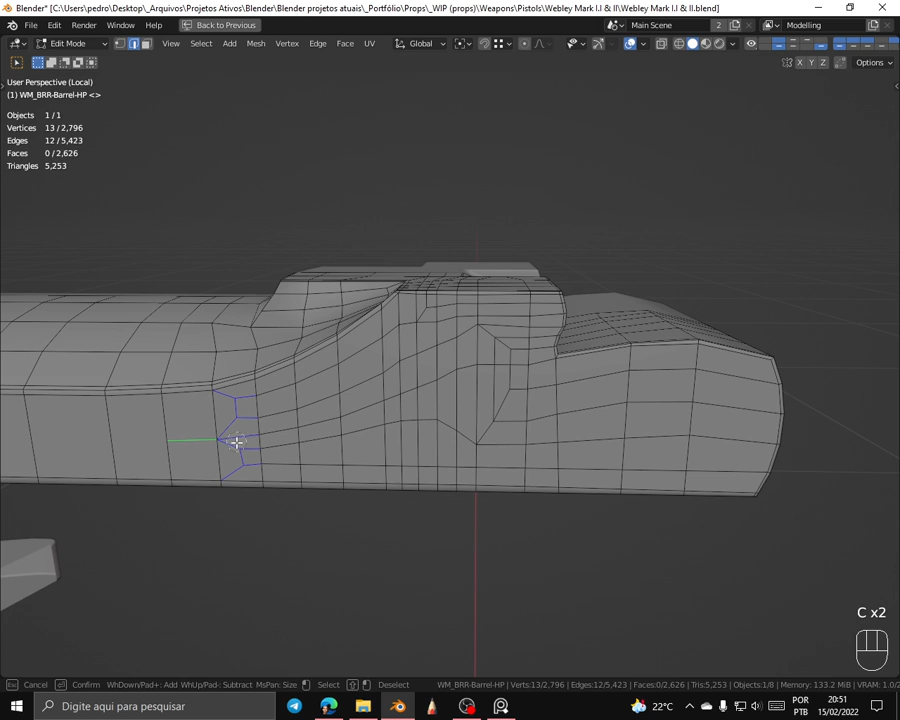 Blender* [C:\Users\pedro\Desktop\_Arquivos\Projetos Ativos\Blender\Blender projetos atuais\_Portfólio\Props\_WIP (props)\Weapons\Pistols\Webley Mark I.I & II\Webley Mark I.I & II.blend]
File Edit Render Window Help Back to Previous Main Scene 2 Modelling
Edit Mode View Select Add Mesh Vertex Edge Face UV Global
X Y Z Options
User Perspective (Local)
(1) WM_BRR-Barrel-HP <>
Objects 1/1
Vertices 13/2,796
Edges 12/5,423
Faces 0/2,626
Triangles 5,253
C x2
Esc Cancel Confirm WhDown/Pad+: Add WhUp/Pad-: Subtract MsPan: Size Select Deselect WM_BRR-Barrel-HP | Verts:13/2,796 | Edges:12/5,423 | Faces:0/2,626 | Tris:5,253 | Objects:1/8 | Memory: 133.2 MiB | VRAM: 1.0/2
Digite aqui para pesquisar 22°C POR PTB 20:51 15/02/2022